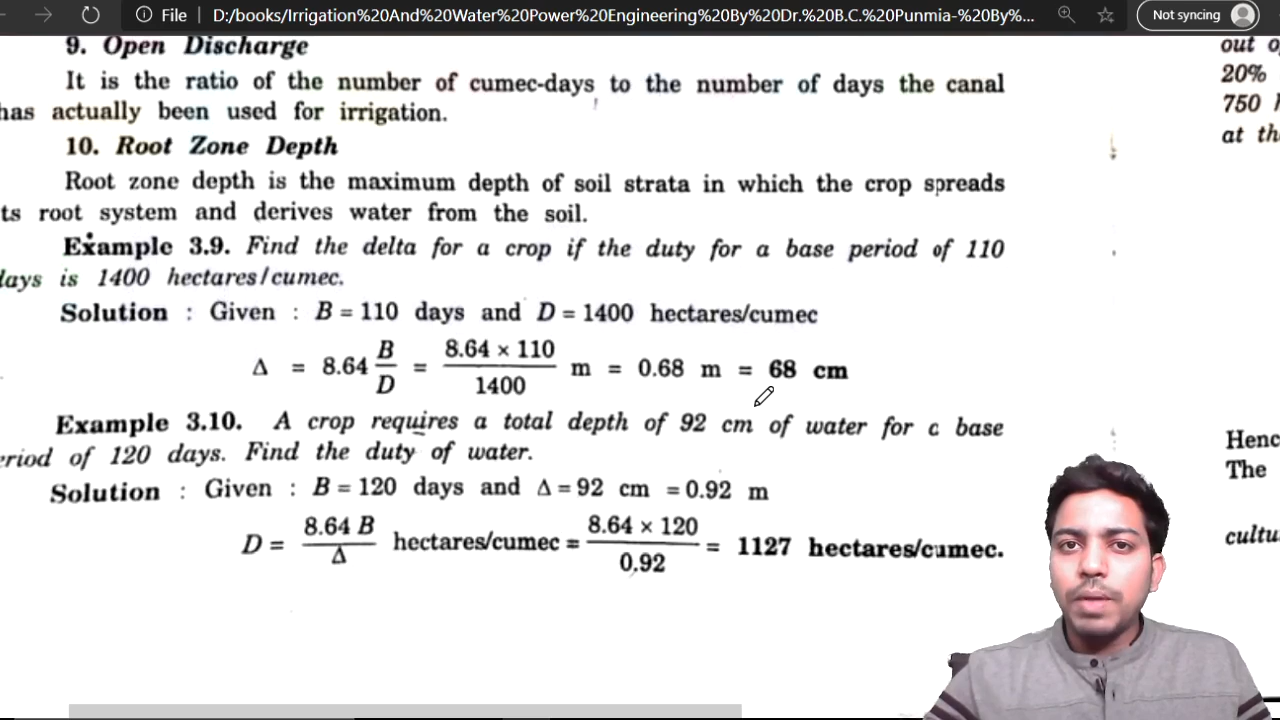 File
D:/books/Irrigation%20And%20Water%20Power%20Engineering%20By%20Dr.%20B.C.%20Punmia-%20By%...
Not syncing
9. Open Discharge
It is the ratio of the number of cumec-days to the number of days the canal
has actually been used for irrigation.
10. Root Zone Depth
Root zone depth is the maximum depth of soil strata in which the crop spreads
ts root system and derives water from the soil.
Example 3.9. Find the delta for a crop if the duty for a base period of 110
days is 1400 hectares/cumec.
Solution : Given : B = 110 days and D = 1400 hectares/cumec
Δ = 8.64 B/D = 8.64 × 110/1400 m = 0.68 m = 68 cm
Example 3.10. A crop requires a total depth of 92 cm of water for a base
eriod of 120 days. Find the duty of water.
Solution : Given : B = 120 days and Δ = 92 cm = 0.92 m
D = 8.64 B/Δ hectares/cumec = 8.64 × 120/0.92 = 1127 hectares/cumec.
out o
20%
750
at th
Henc
The
cultu